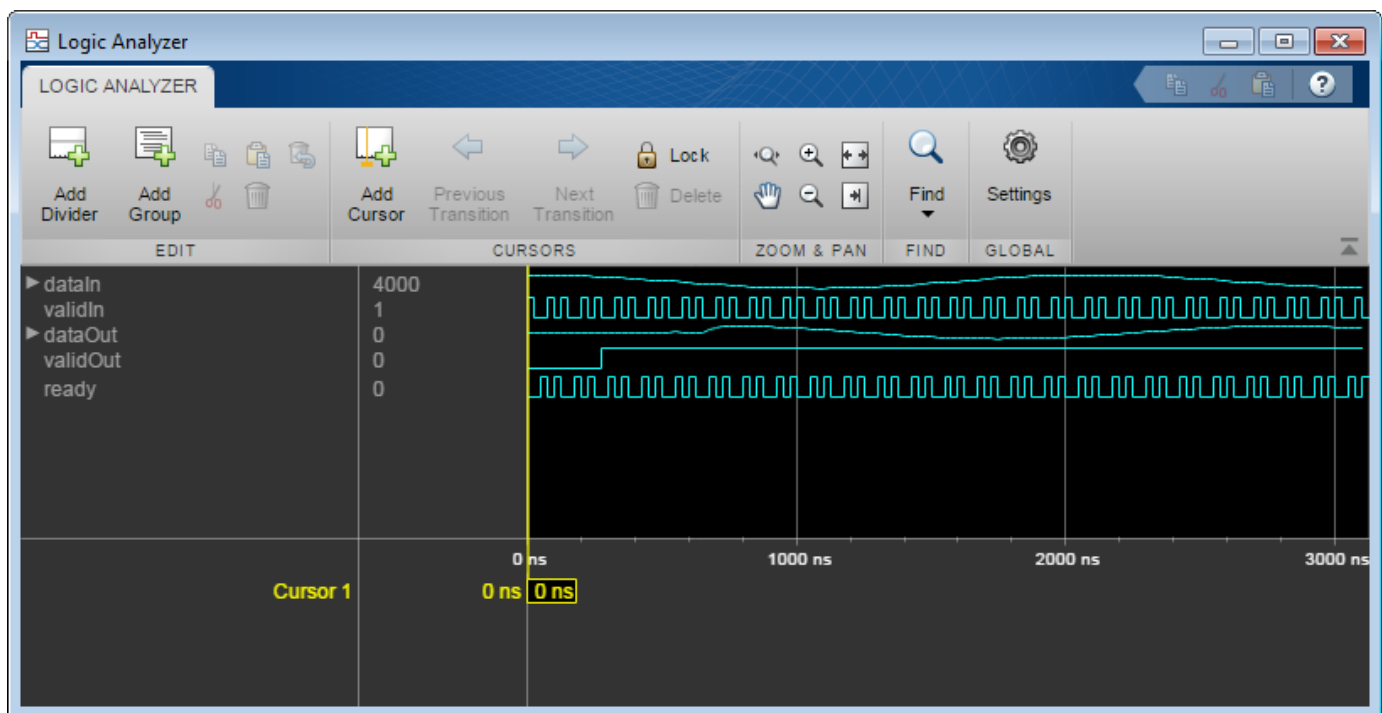 Logic Analyzer
LOGIC ANALYZER
?
Add Divider
Add Group
Add Cursor
Previous Transition
Next Transition
Lock
Delete
Find
Settings
EDIT
CURSORS
ZOOM & PAN
FIND
GLOBAL
dataIn 4000
validIn 1
dataOut 0
validOut 0
ready 0
0 ns 1000 ns 2000 ns 3000 ns
Cursor 1 0 ns 0 ns